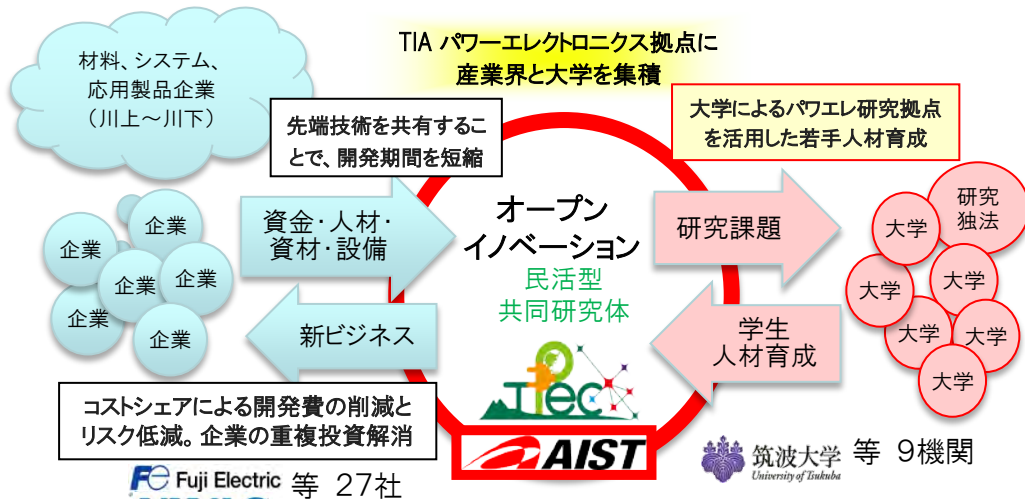 TIA パワーエレクトロニクス拠点に
産業界と大学を集積
材料、システム、
応用製品企業
（川上～川下）
先端技術を共有するこ
とで、開発期間を短縮
大学によるパワエレ研究拠点
を活用した若手人材育成
企業
企業
企業
企業
企業
企業
資金・人材・
資材・設備
新ビジネス
オープン
イノベーション
民活型
共同研究体
TPEC
AIST
研究課題
学生
人材育成
研究
独法
大学
大学
大学
大学
大学
大学
コストシェアによる開発費の削減と
リスク低減。企業の重複投資解消
Fe Fuji Electric 等 27社
筑波大学 等 9機関
University of Tsukuba